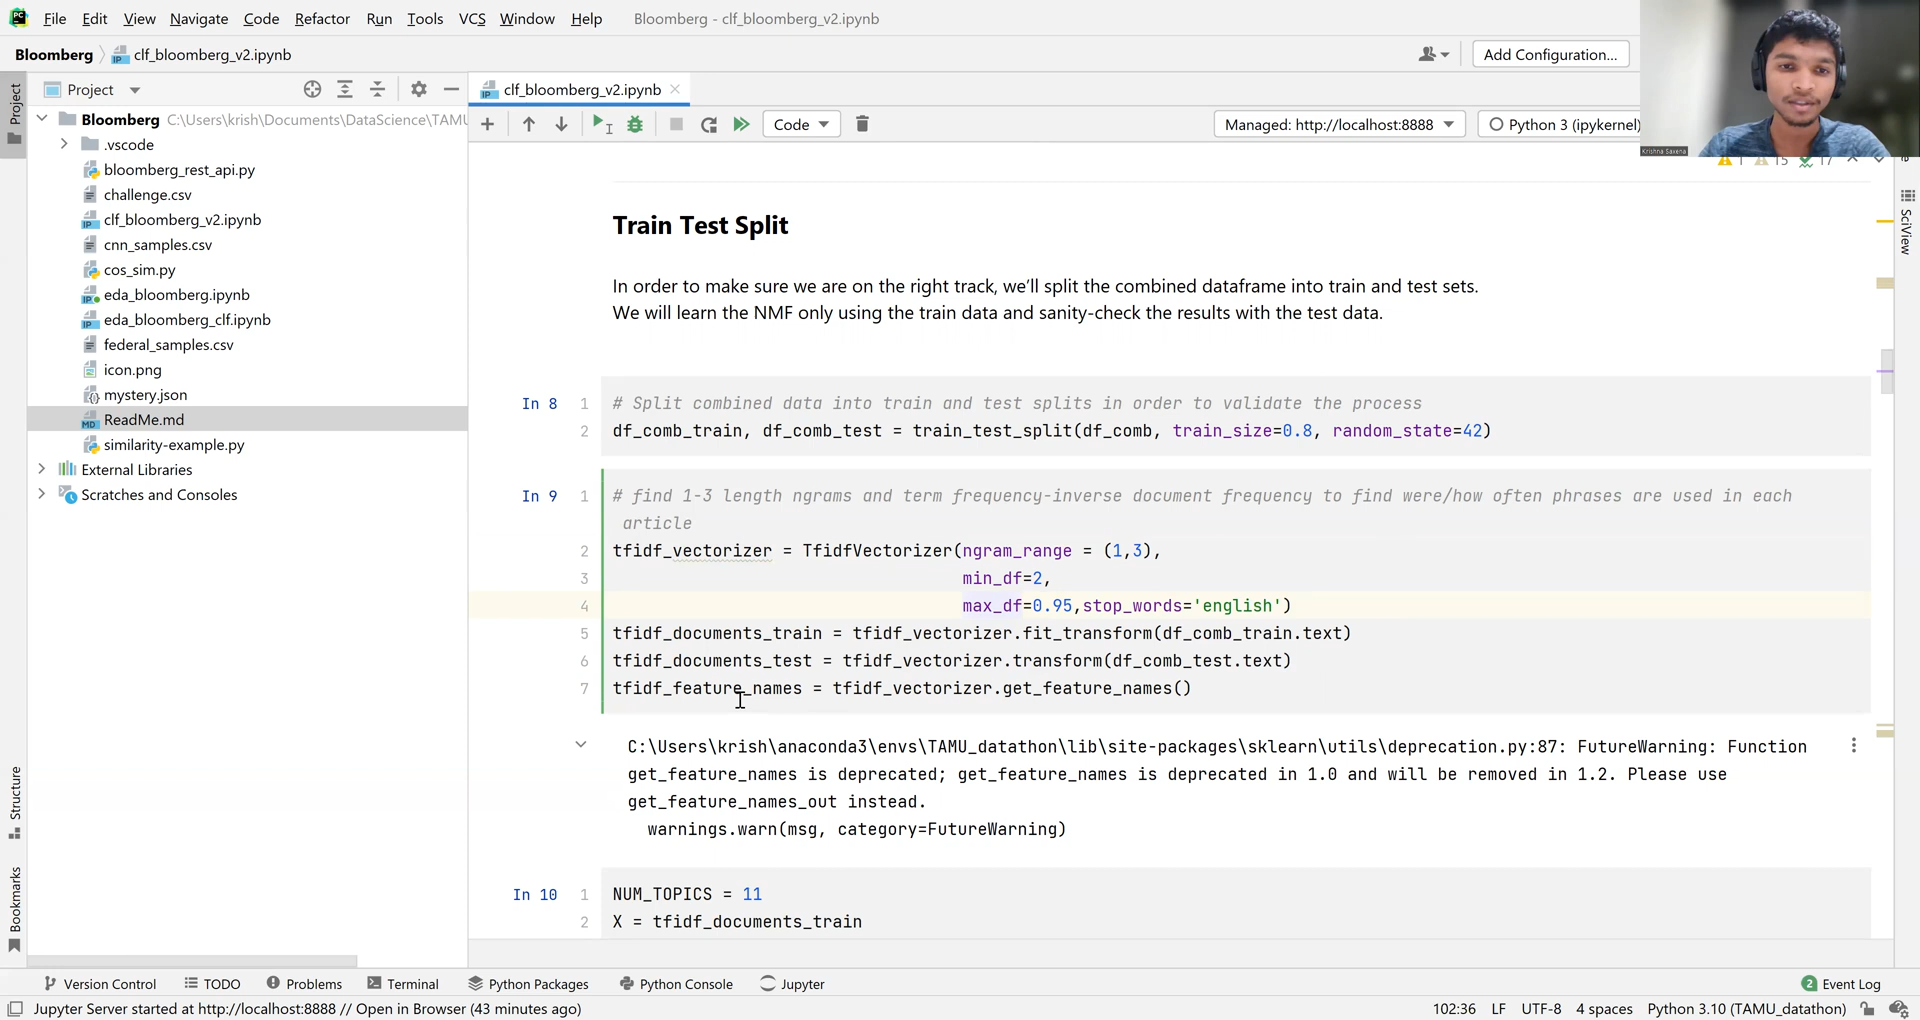 File Edit View Navigate Code Refactor Run Tools VCS Window Help Bloomberg - clf_bloomberg_v2.ipynb
Bloomberg clf_bloomberg_v2.ipynb Add Configuration...
Project clf_bloomberg_v2.ipynb
Code Managed: http://localhost:8888 Python 3 (ipykernel)
Krishna Saxena
1 15 17
Project
Bloomberg C:\Users\krish\Documents\DataScience\TAMU
.vscode
bloomberg_rest_api.py
challenge.csv
clf_bloomberg_v2.ipynb
cnn_samples.csv
cos_sim.py
eda_bloomberg.ipynb
eda_bloomberg_clf.ipynb
federal_samples.csv
icon.png
mystery.json
ReadMe.md
similarity-example.py
External Libraries
Scratches and Consoles
Structure
Bookmarks
SciView
Train Test Split
In order to make sure we are on the right track, we'll split the combined dataframe into train and test sets.
We will learn the NMF only using the train data and sanity-check the results with the test data.
In 8 1 # Split combined data into train and test splits in order to validate the process
2 df_comb_train, df_comb_test = train_test_split(df_comb, train_size=0.8, random_state=42)
In 9 1 # find 1-3 length ngrams and term frequency-inverse document frequency to find were/how often phrases are used in each
article
2 tfidf_vectorizer = TfidfVectorizer(ngram_range = (1,3),
3 min_df=2,
4 max_df=0.95,stop_words='english')
5 tfidf_documents_train = tfidf_vectorizer.fit_transform(df_comb_train.text)
6 tfidf_documents_test = tfidf_vectorizer.transform(df_comb_test.text)
7 tfidf_feature_names = tfidf_vectorizer.get_feature_names()
C:\Users\krish\anaconda3\envs\TAMU_datathon\lib\site-packages\sklearn\utils\deprecation.py:87: FutureWarning: Function
get_feature_names is deprecated; get_feature_names is deprecated in 1.0 and will be removed in 1.2. Please use
get_feature_names_out instead.
warnings.warn(msg, category=FutureWarning)
In 10 1 NUM_TOPICS = 11
2 X = tfidf_documents_train
Version Control TODO Problems Terminal Python Packages Python Console Jupyter 2 Event Log
Jupyter Server started at http://localhost:8888 // Open in Browser (43 minutes ago) 102:36 LF UTF-8 4 spaces Python 3.10 (TAMU_datathon)